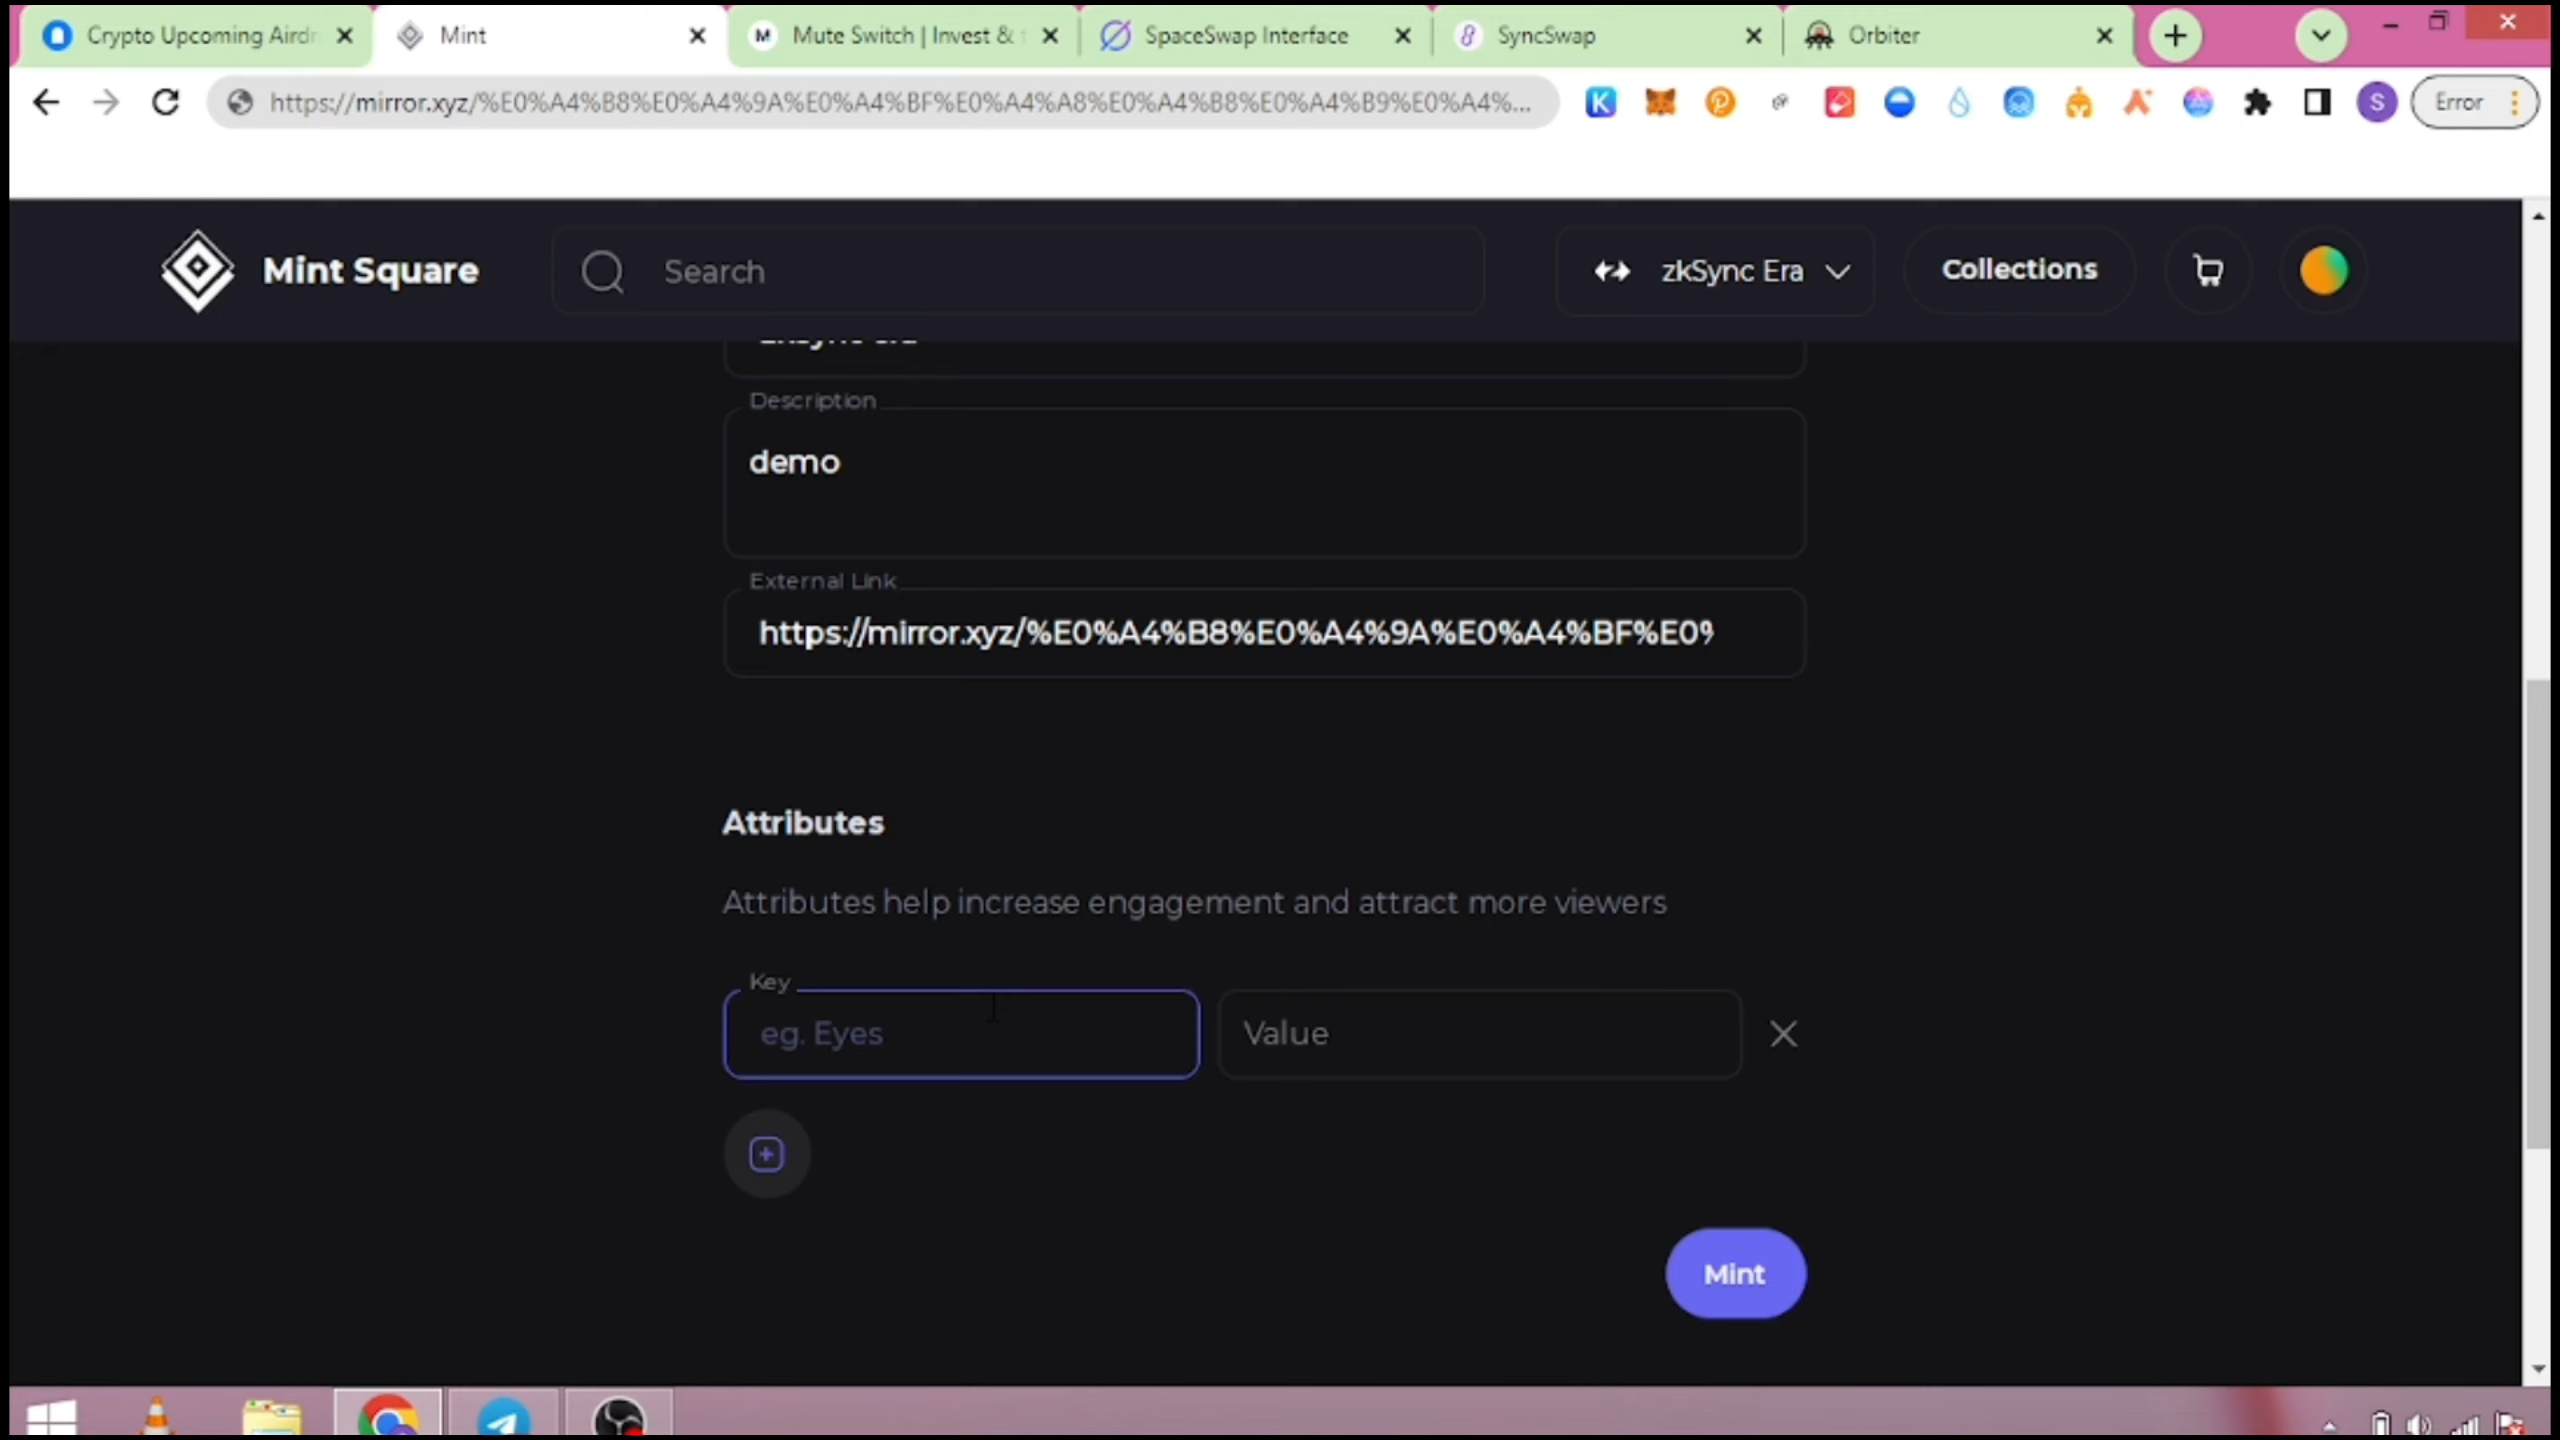 Crypto Upcoming Airdr
Mint
Mute Switch | Invest &
SpaceSwap Interface
SyncSwap
Orbiter
https://mirror.xyz/%E0%A4%B8%E0%A4%9A%E0%A4%BF%E0%A4%A8%E0%A4%B8%E0%A4%B9%E0%A4%...
S
Error
Mint Square
Search
zkSync Era
Collections
Description
demo
External Link
https://mirror.xyz/%E0%A4%B8%E0%A4%9A%E0%A4%BF%E0%
Attributes
Attributes help increase engagement and attract more viewers
Key
eg. Eyes
Value
Mint